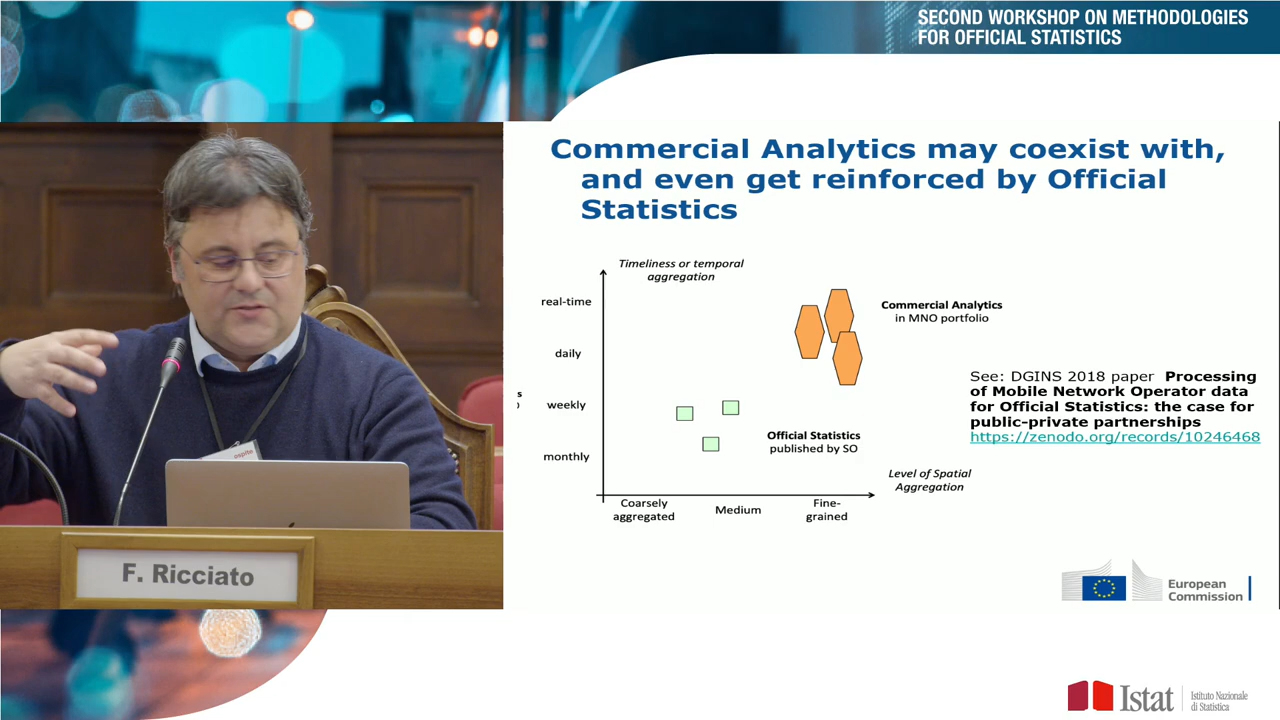 SECOND WORKSHOP ON METHODOLOGIES
FOR OFFICIAL STATISTICS
Commercial Analytics may coexist with,
and even get reinforced by Official
Statistics
Timeliness or temporal
aggregation
real-time
daily
weekly
monthly
Commercial Analytics
in MNO portfolio
Official Statistics
published by SO
Level of Spatial
Aggregation
Coarsely
aggregated
Medium
Fine-
grained
See: DGINS 2018 paper Processing
of Mobile Network Operator data
for Official Statistics: the case for
public-private partnerships
https://zenodo.org/records/10246468
European
Commission
ospite
F. Ricciato
Istat
Istituto Nazionale
di Statistica